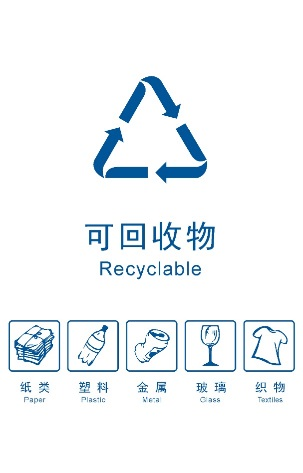 可回收物
Recyclable
纸类 塑料 金属 玻璃 织物
Paper Plastic Metal Glass Textiles